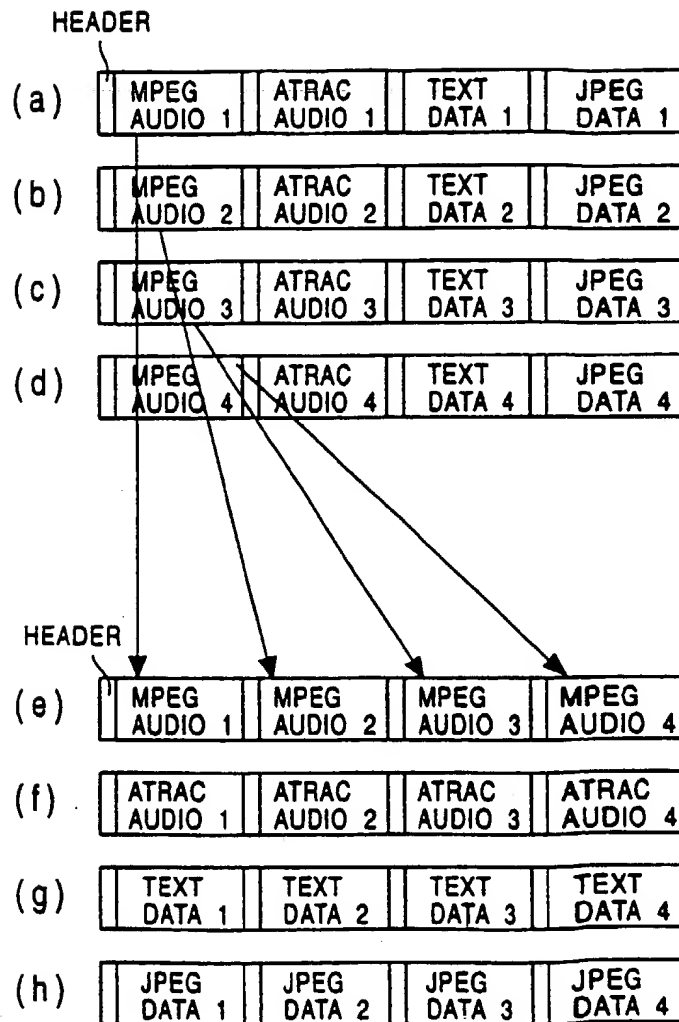 HEADER
(a) MPEG ATRAC TEXT JPEG
AUDIO 1 AUDIO 1 DATA 1 DATA 1
(b) MPEG ATRAC TEXT JPEG
AUDIO 2 AUDIO 2 DATA 2 DATA 2
(c) MPEG ATRAC TEXT JPEG
AUDIO 3 AUDIO 3 DATA 3 DATA 3
(d) MPEG ATRAC TEXT JPEG
AUDIO 4 AUDIO 4 DATA 4 DATA 4
HEADER
(e) MPEG MPEG MPEG MPEG
AUDIO 1 AUDIO 2 AUDIO 3 AUDIO 4
(f) ATRAC ATRAC ATRAC ATRAC
AUDIO 1 AUDIO 2 AUDIO 3 AUDIO 4
(g) TEXT TEXT TEXT TEXT
DATA 1 DATA 2 DATA 3 DATA 4
(h) JPEG JPEG JPEG JPEG
DATA 1 DATA 2 DATA 3 DATA 4